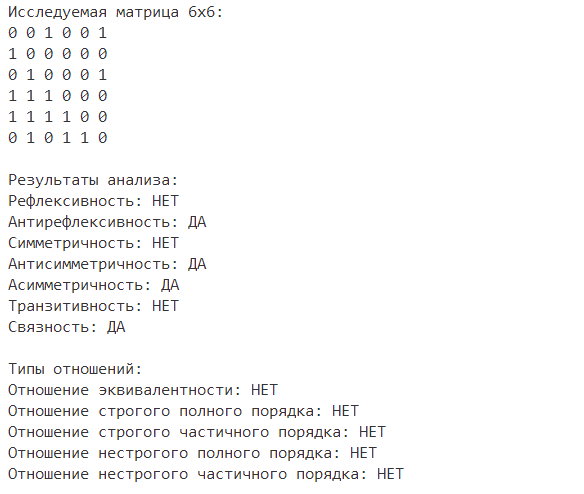 Исследуемая матрица 6x6:
0 0 1 0 0 1
1 0 0 0 0 0
0 1 0 0 0 1
1 1 1 0 0 0
1 1 1 1 0 0
0 1 0 1 1 0
Результаты анализа:
Рефлексивность: НЕТ
Антирефлексивность: ДА
Симметричность: НЕТ
Антисимметричность: ДА
Асимметричность: ДА
Транзитивность: НЕТ
Связность: ДА
Типы отношений:
Отношение эквивалентности: НЕТ
Отношение строгого полного порядка: НЕТ
Отношение строгого частичного порядка: НЕТ
Отношение нестрогого полного порядка: НЕТ
Отношение нестрогого частичного порядка: НЕТ